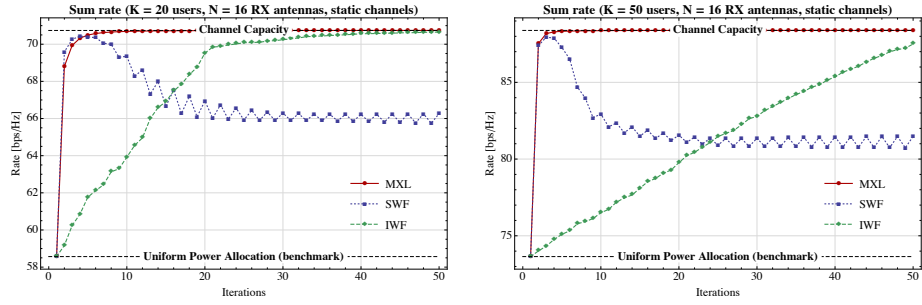 Sum rate (K = 20 users, N = 16 RX antennas, static channels)
Channel Capacity
70
68
66
64
62
60
58
Rate [bps/Hz]
MXL
SWF
IWF
Uniform Power Allocation (benchmark)
0
10
20
30
40
50
Iterations
Sum rate (K = 50 users, N = 16 RX antennas, static channels)
Channel Capacity
85
80
75
Rate [bps/Hz]
MXL
SWF
IWF
Uniform Power Allocation (benchmark)
0
10
20
30
40
50
Iterations